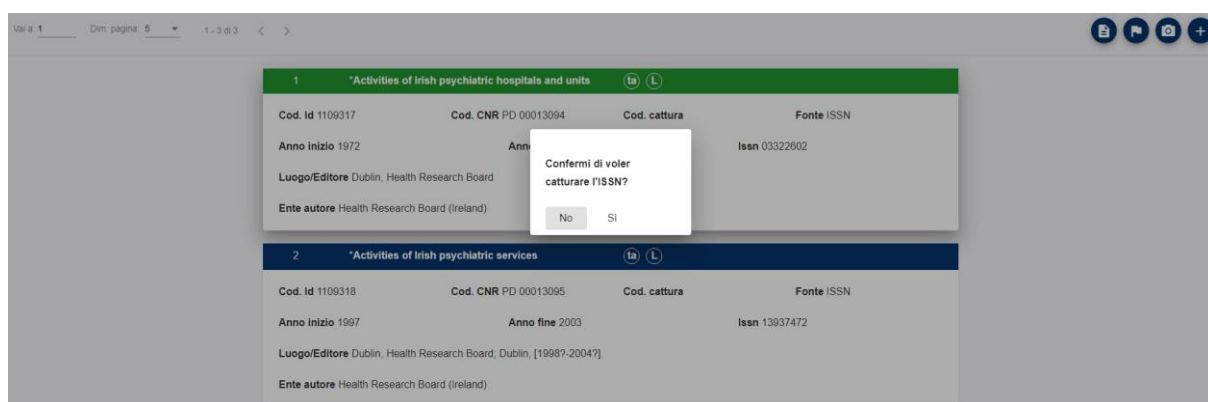 Vai a: 1 Dim. pagina: 5 1 - 3 di 3
1 *Activities of Irish psychiatric hospitals and units ta L
Cod. Id 1109317 Cod. CNR PD 00013094 Cod. cattura Fonte ISSN
Anno inizio 1972 Anno Issn 03322602
Luogo/Editore Dublin, Health Research Board
Ente autore Health Research Board (Ireland)
Confermi di voler
catturare l'ISSN?
No Sì
2 *Activities of Irish psychiatric services ta L
Cod. Id 1109318 Cod. CNR PD 00013095 Cod. cattura Fonte ISSN
Anno inizio 1997 Anno fine 2003 Issn 13937472
Luogo/Editore Dublin, Health Research Board; Dublin, [1998?-2004?].
Ente autore Health Research Board (Ireland)